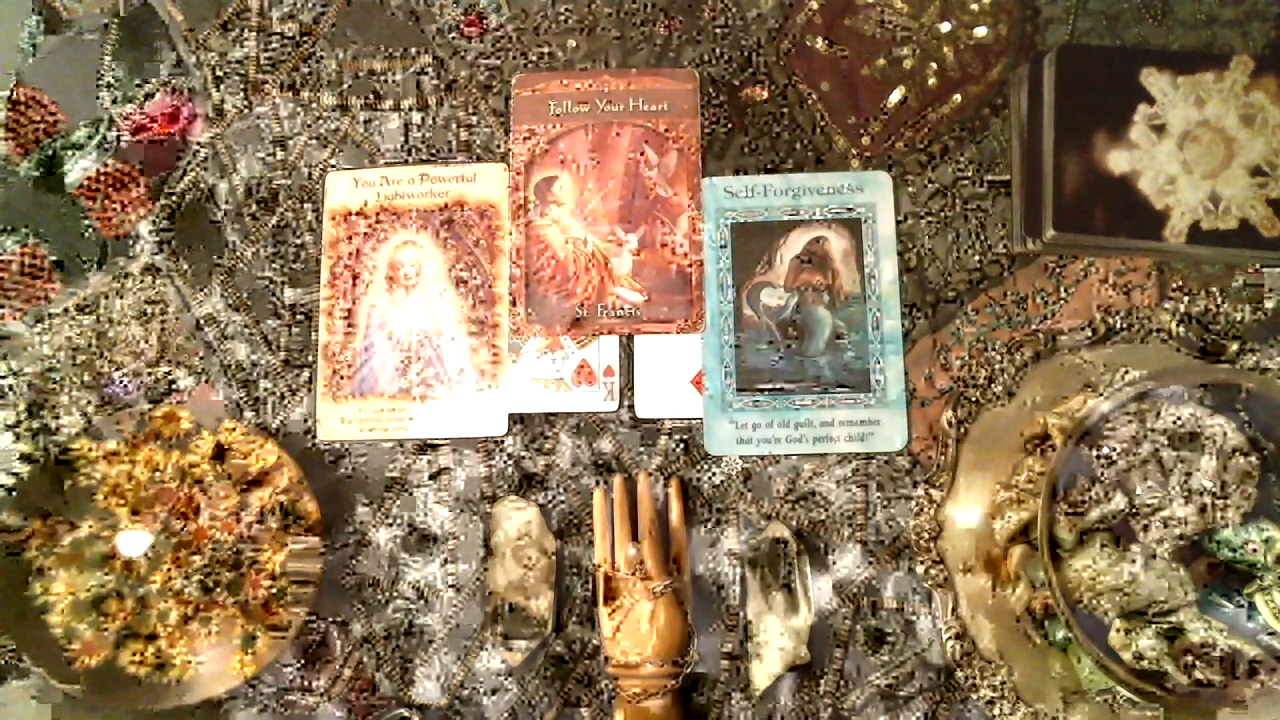 You Are a Powerful
Lightworker
Follow Your Heart
St. Francis
Self-Forgiveness
"Let go of old guilt, and remember
that you're God's perfect child!"
K